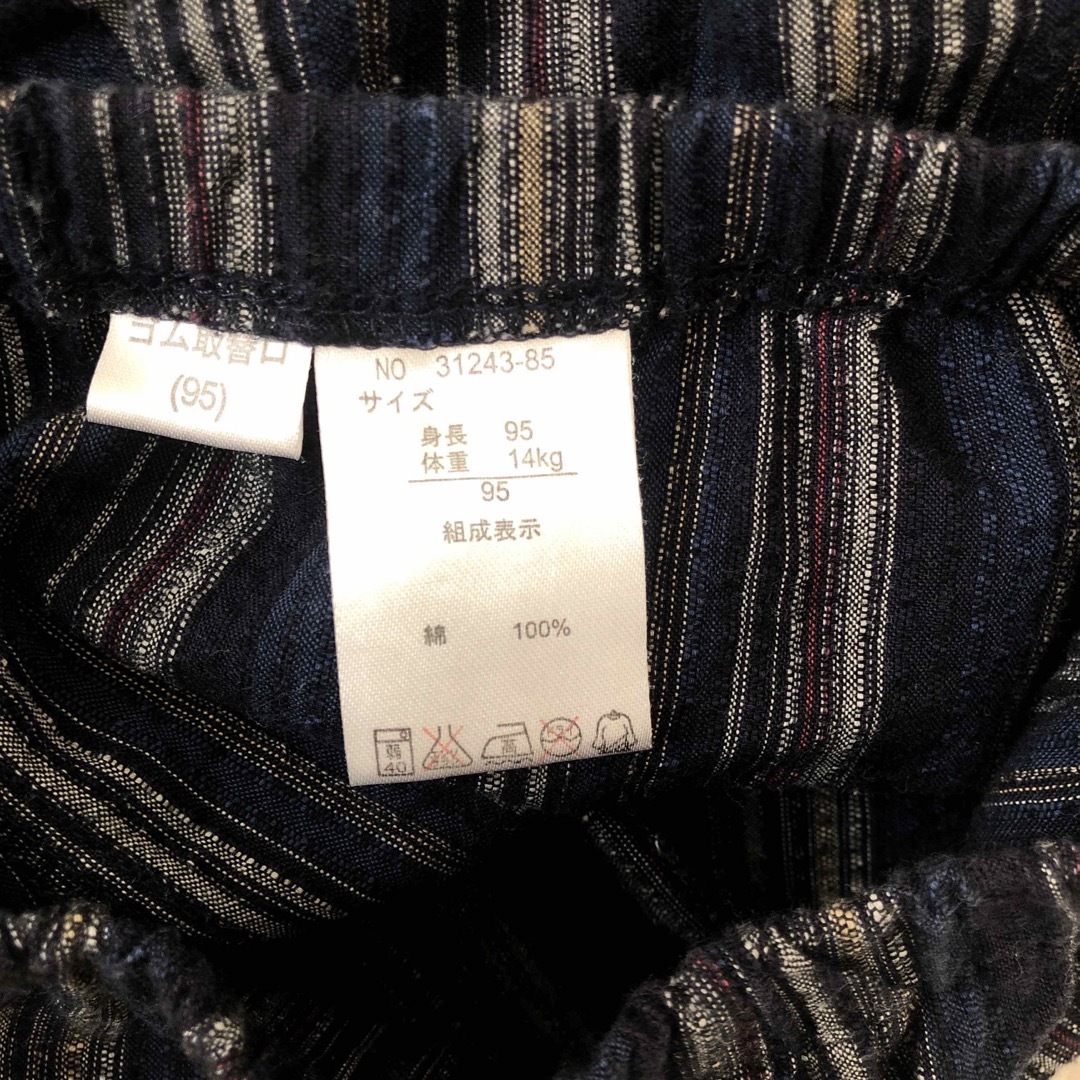 ゴム取替口
(95)
NO 31243-85
サイズ
身長 95
体重 14kg
95
組成表示
綿 100%
弱
40
高